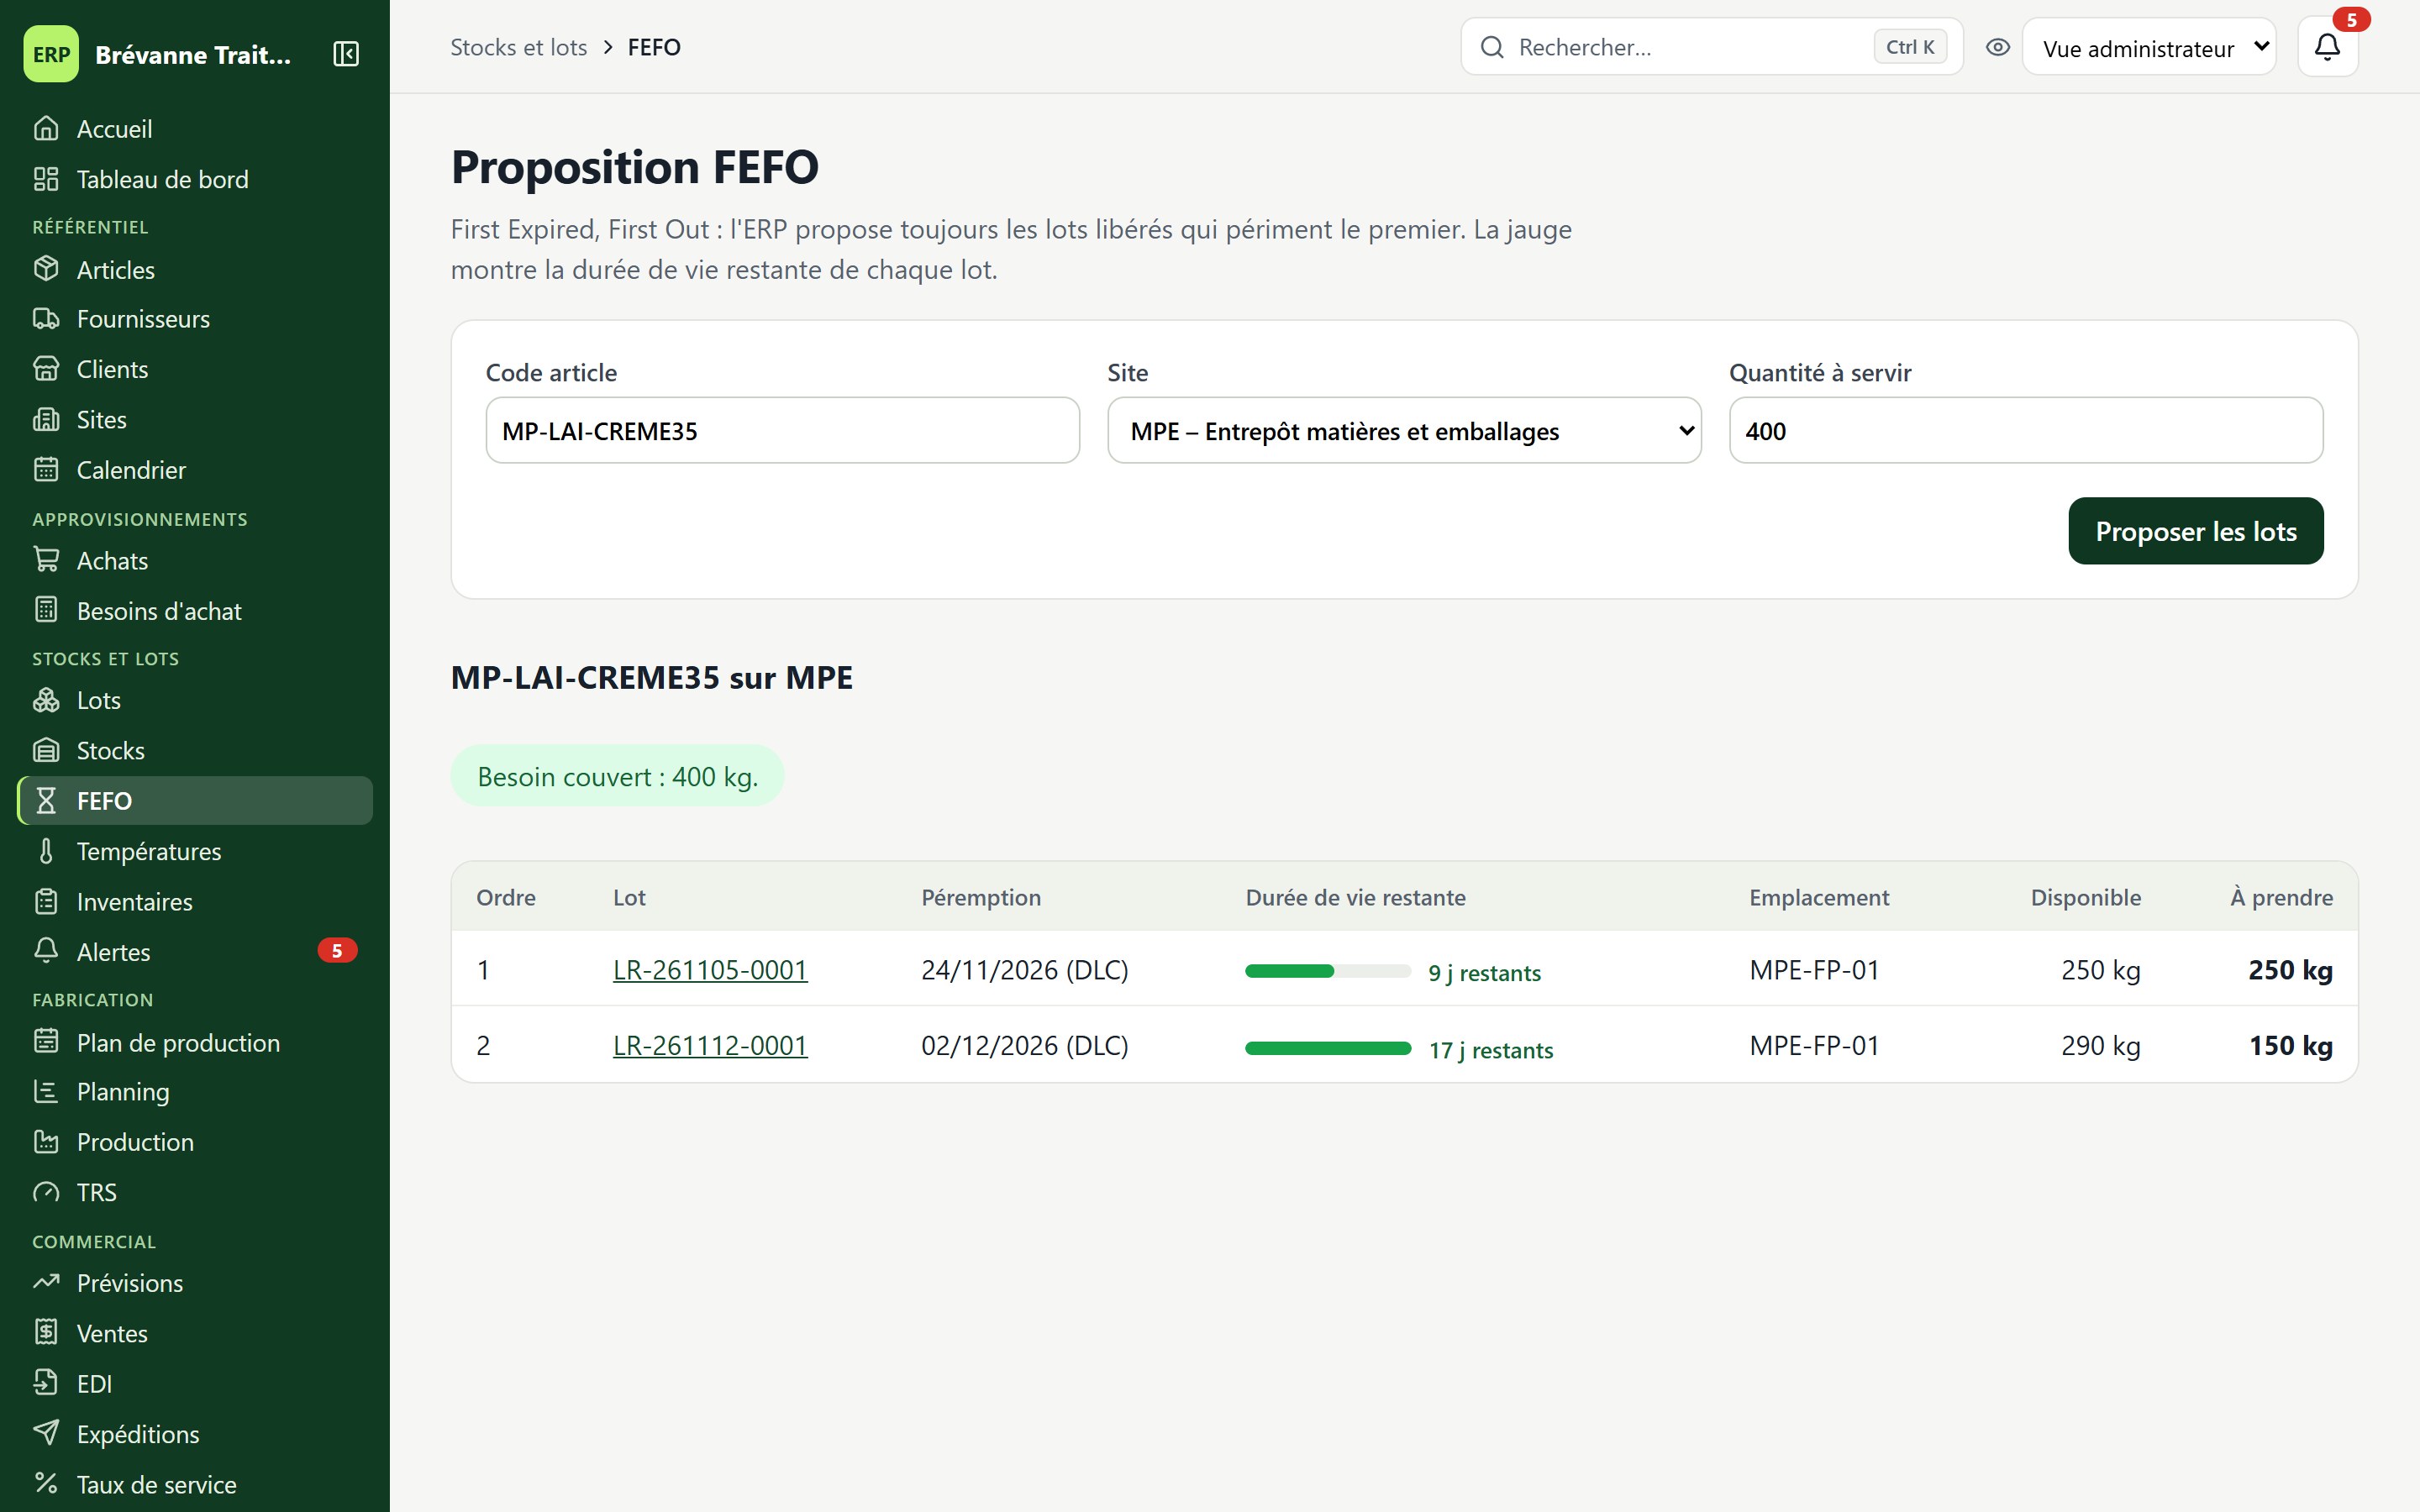 ERP Brévanne Trait...
Accueil
Tableau de bord
RÉFÉRENTIEL
Articles
Fournisseurs
Clients
Sites
Calendrier
APPROVISIONNEMENTS
Achats
Besoins d'achat
STOCKS ET LOTS
Lots
Stocks
FEFO
Températures
Inventaires
Alertes 5
FABRICATION
Plan de production
Planning
Production
TRS
COMMERCIAL
Prévisions
Ventes
EDI
Expéditions
Taux de service
Stocks et lots > FEFO
Rechercher... Ctrl K
Vue administrateur
5
Proposition FEFO
First Expired, First Out : l'ERP propose toujours les lots libérés qui périment le premier. La jauge
montre la durée de vie restante de chaque lot.
Code article Site Quantité à servir
MP-LAI-CREME35 MPE – Entrepôt matières et emballages 400
Proposer les lots
MP-LAI-CREME35 sur MPE
Besoin couvert : 400 kg.
Ordre Lot Péremption Durée de vie restante Emplacement Disponible À prendre
1 LR-261105-0001 24/11/2026 (DLC) 9 j restants MPE-FP-01 250 kg 250 kg
2 LR-261112-0001 02/12/2026 (DLC) 17 j restants MPE-FP-01 290 kg 150 kg